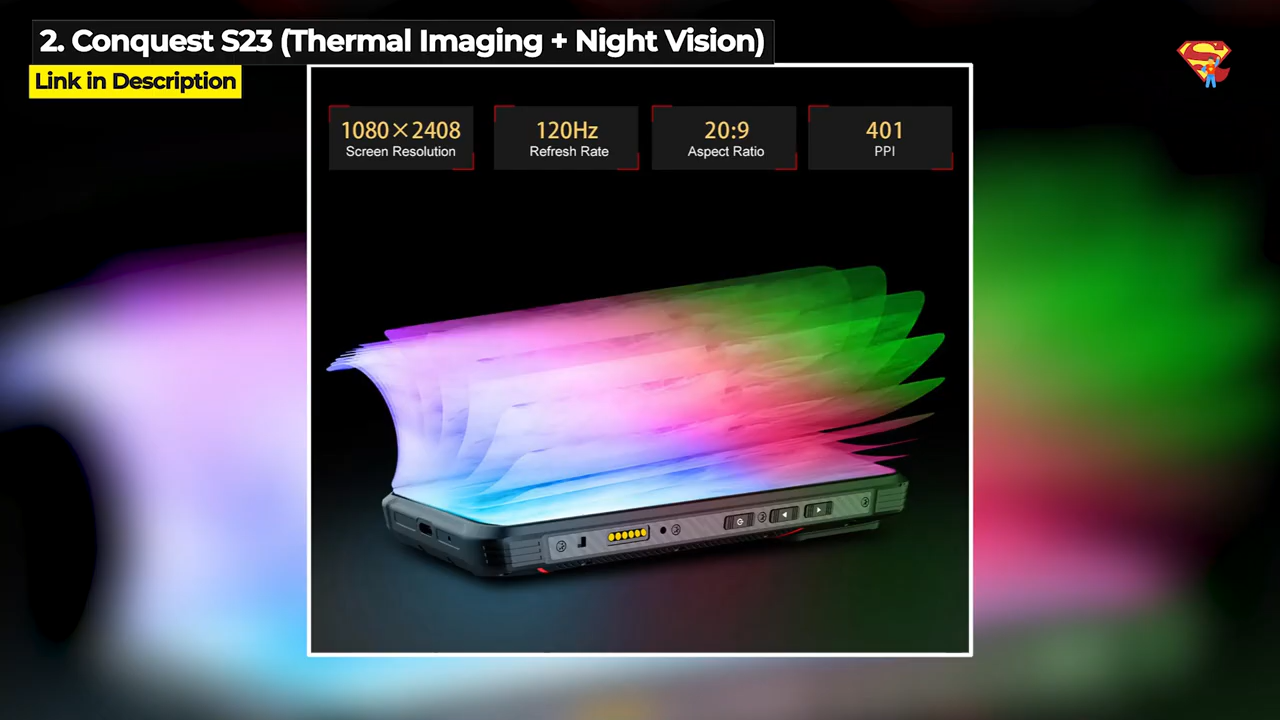 2. Conquest S23 (Thermal Imaging + Night Vision)
Link in Description
1080×2408
Screen Resolution
120Hz
Refresh Rate
20:9
Aspect Ratio
401
PPI